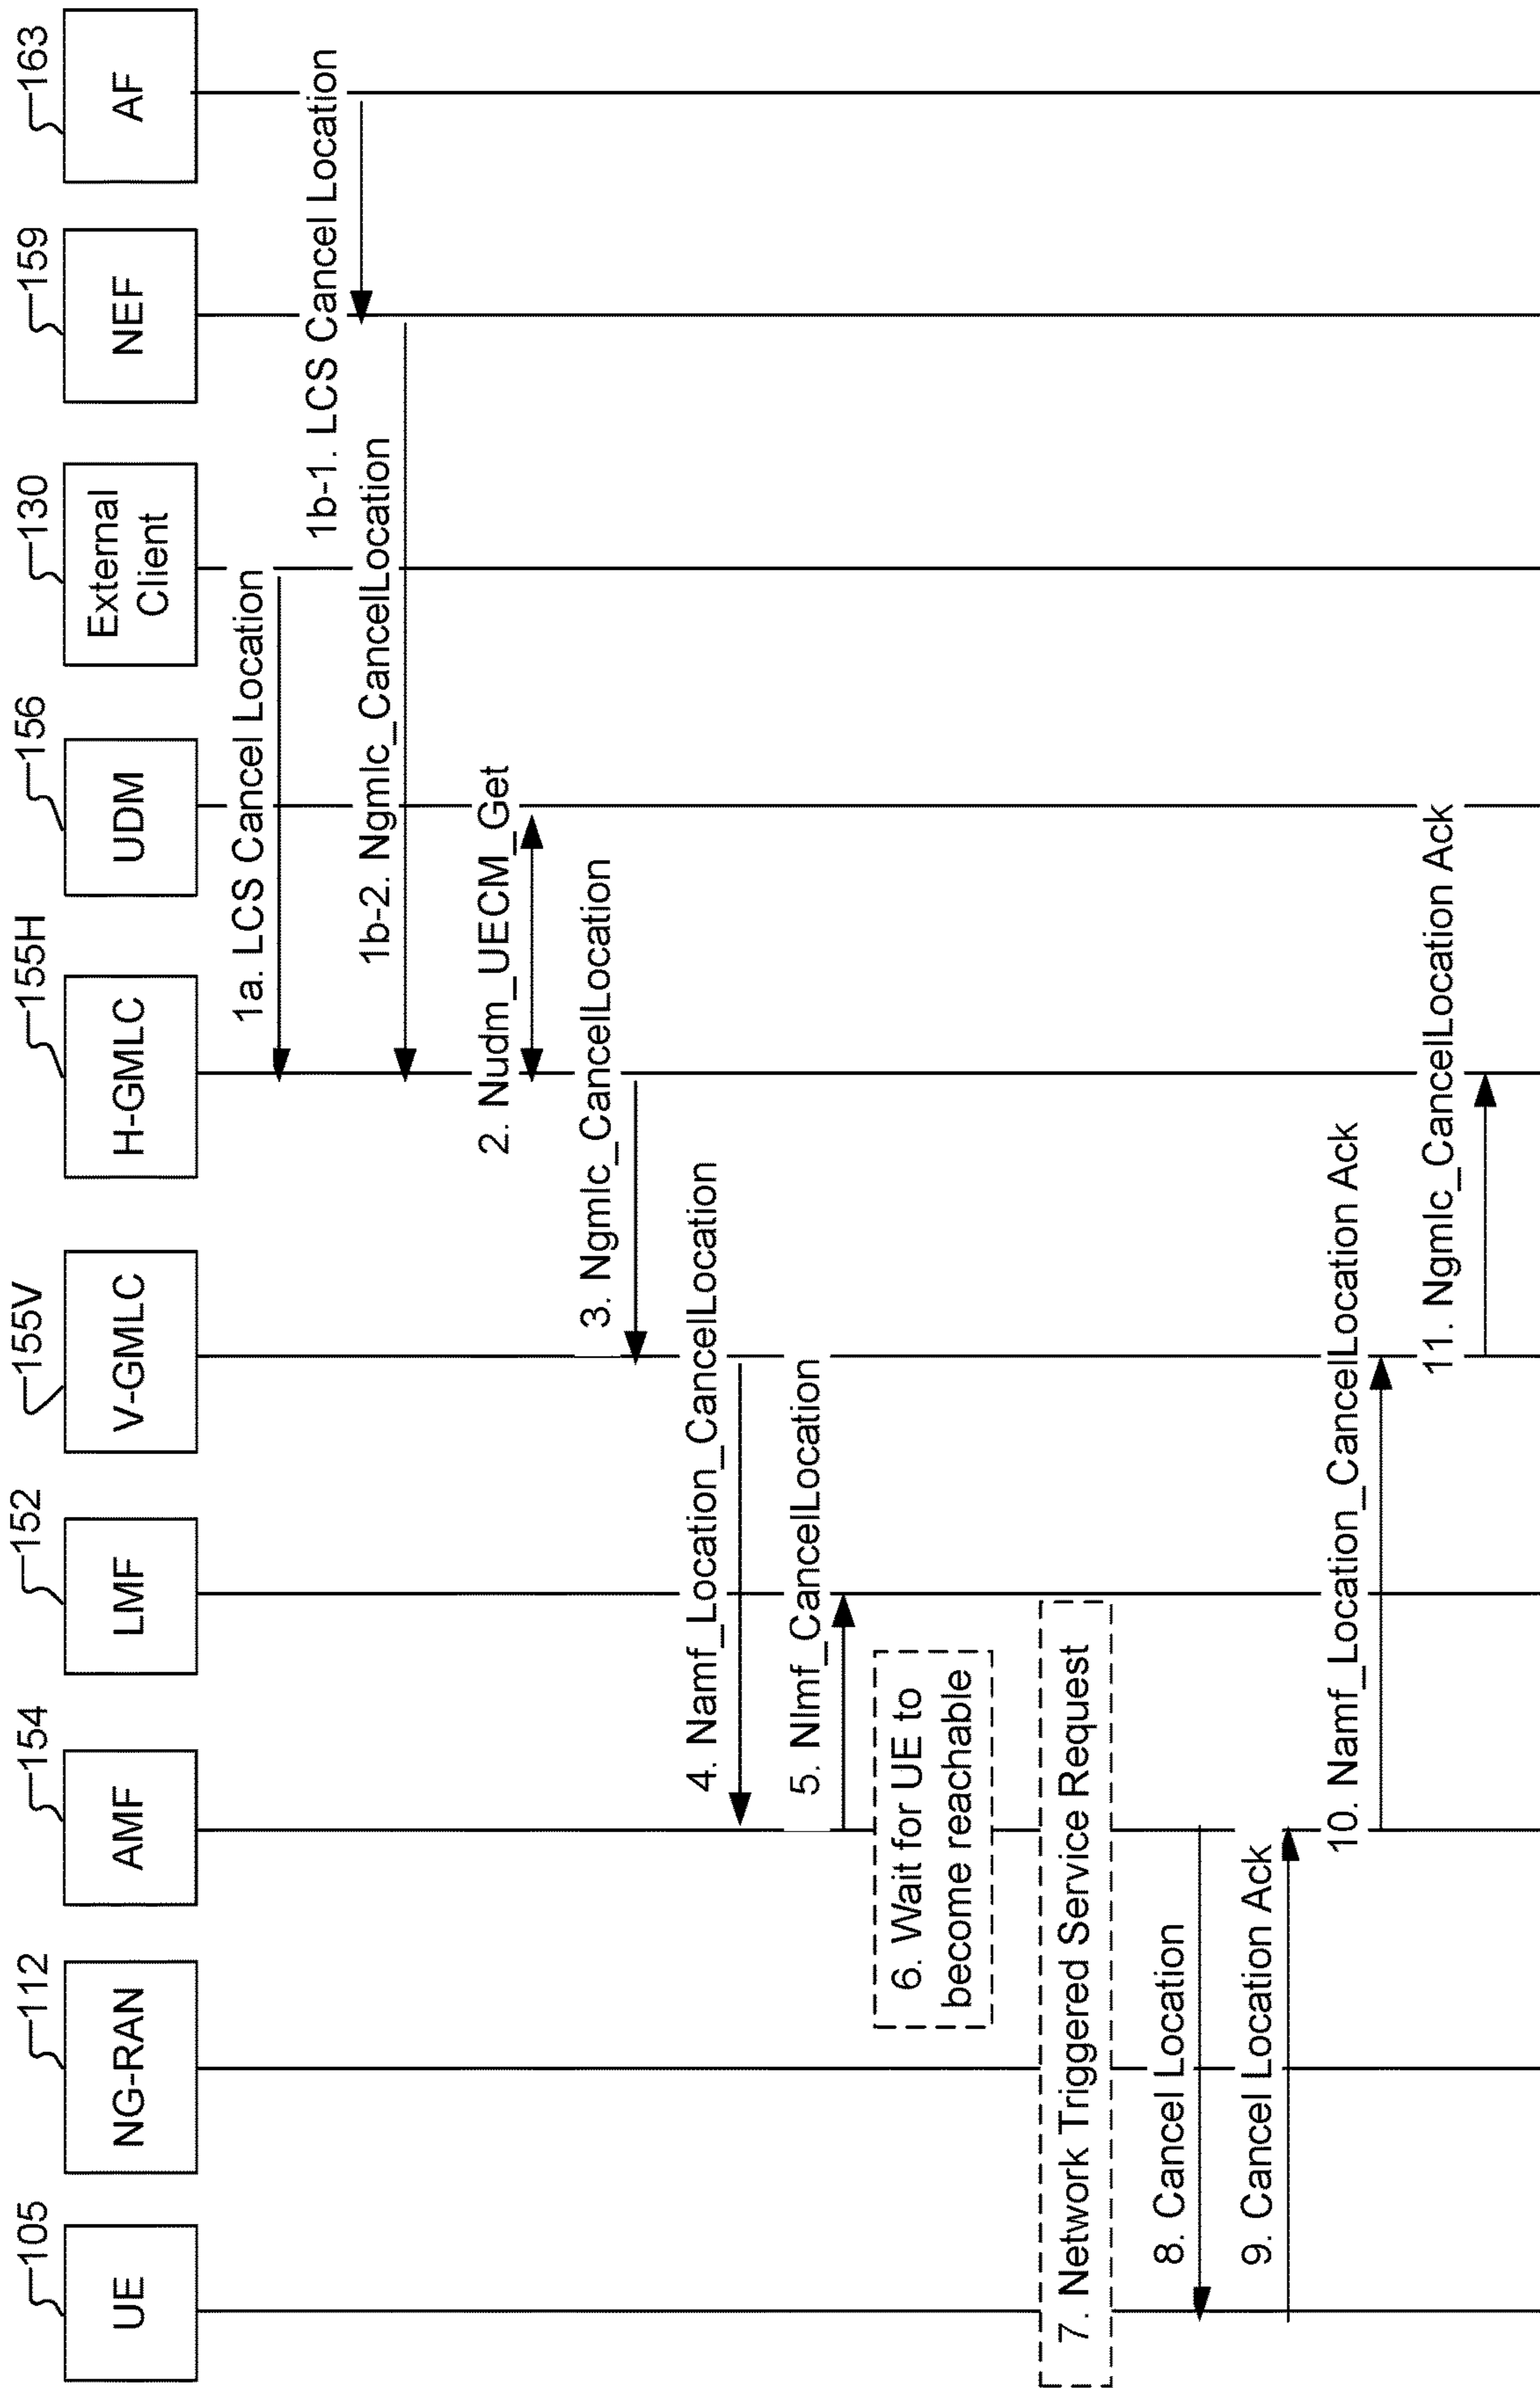 105
112
154
152
155V
155H
156
130
159
163
UE
NG-RAN
AMF
LMF
V-GMLC
H-GMLC
UDM
External
Client
NEF
AF
1a. LCS Cancel Location
1b-1. LCS Cancel Location
1b-2. Ngmlc_CancelLocation
2. Nudm_UECM_Get
3. Ngmlc_CancelLocation
4. Namf_Location_CancelLocation
5. Nlmf_CancelLocation
6. Wait for UE to
become reachable
7. Network Triggered Service Request
8. Cancel Location
9. Cancel Location Ack
10. Namf_Location_CancelLocation Ack
11. Ngmlc_CancelLocation Ack